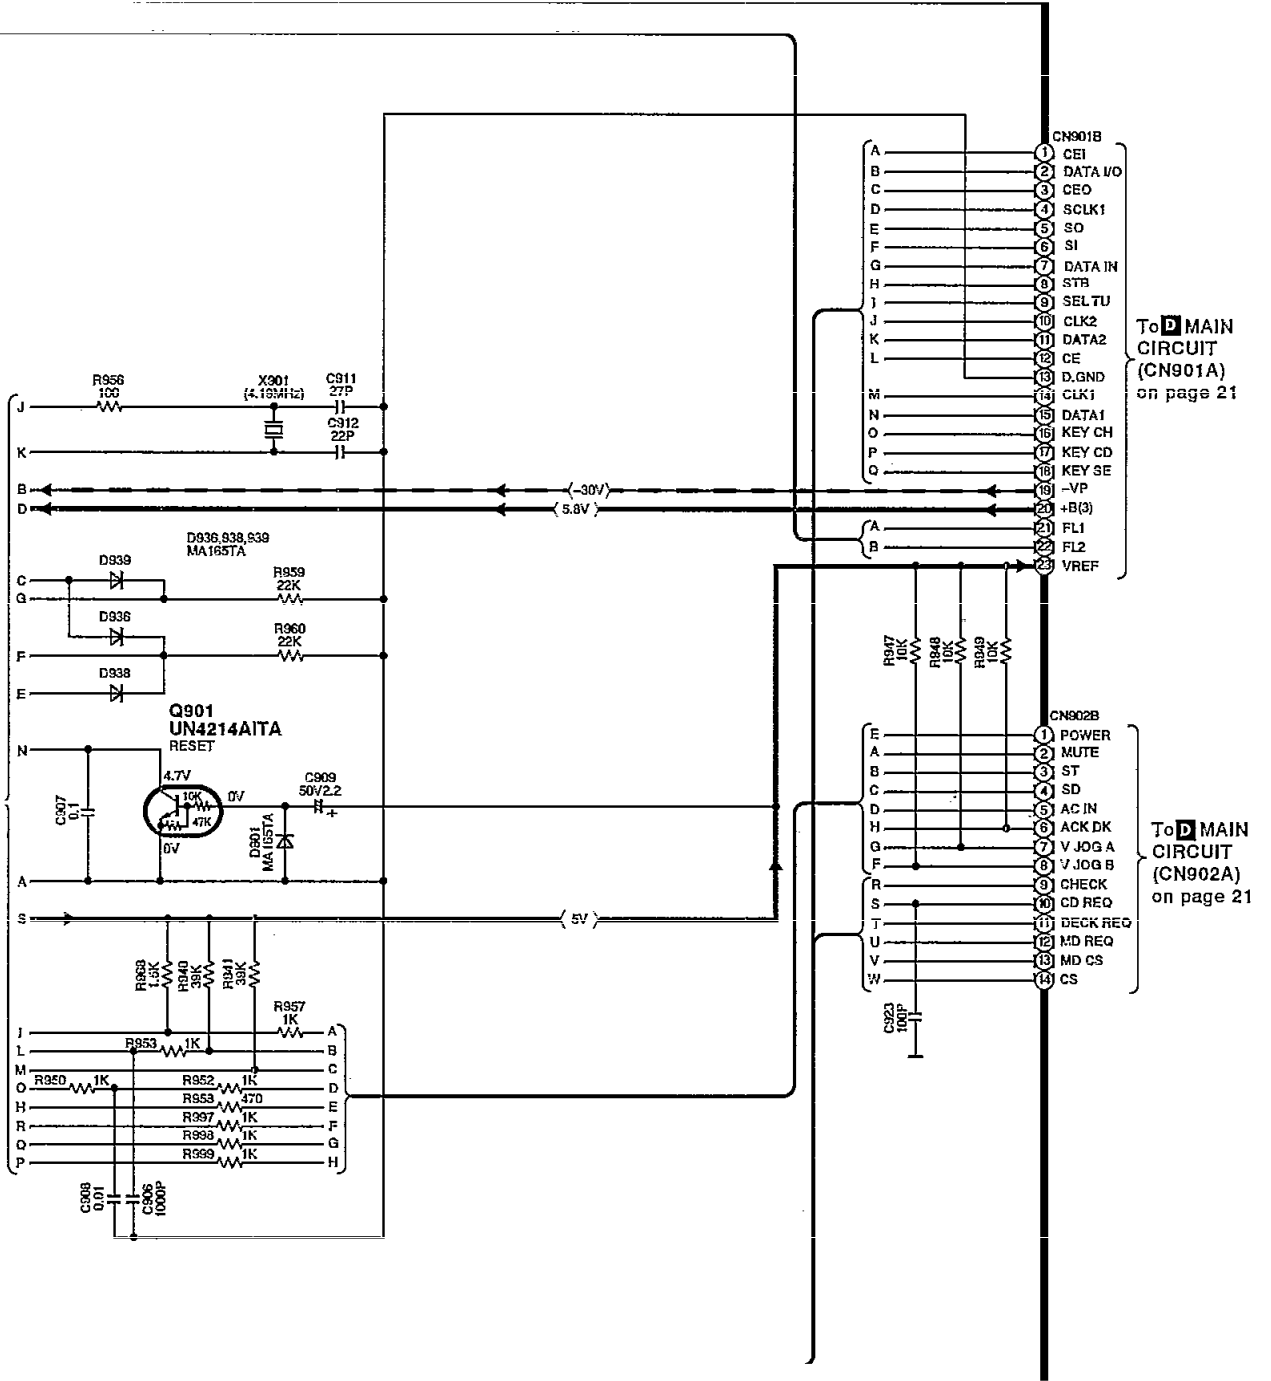 CN901B
A 1 CEI
B 2 DATA I/O
C 3 CEO
D 4 SCLK1
E 5 SO
F 6 SI
G 7 DATA IN
H 8 STB
I 9 SEL TU
J 10 CLK2
K 11 DATA2
L 12 CE
13 D.GND
M 14 CLK1
N 15 DATA1
O 16 KEY CH
P 17 KEY CD
Q 18 KEY SE
19 -VP
20 +B(3)
A 21 FL1
B 22 FL2
23 VREF
To D MAIN
CIRCUIT
(CN901A)
on page 21
R956
100
X901
(4.19MHz)
C911
27P
C912
22P
J
K
B
-30V
D
5.8V
D936,938,939
MA165TA
C
D939
G
R959
22K
D936
F
R960
22K
E
D938
Q901
UN4214AITA
RESET
N
4.7V
10K
47K
0V
0V
C907
0.1
D901
MA165TA
C909
50V2.2
+
A
S
5V
R947
10K
R948
10K
R949
10K
CN902B
E 1 POWER
A 2 MUTE
B 3 ST
C 4 SD
D 5 AC IN
H 6 ACK DK
G 7 V JOG A
F 8 V JOG B
R 9 CHECK
S 10 CD REQ
T 11 DECK REQ
U 12 MD REQ
V 13 MD CS
W 14 CS
To D MAIN
CIRCUIT
(CN902A)
on page 21
C923
100P
R968
1.5K
R940
39K
R941
39K
R957
1K
I A
L R953 1K B
M C
O R950 1K R952 1K D
H R958 470 E
R R997 1K F
Q R998 1K G
P R999 1K H
C908
0.01
C906
1000P